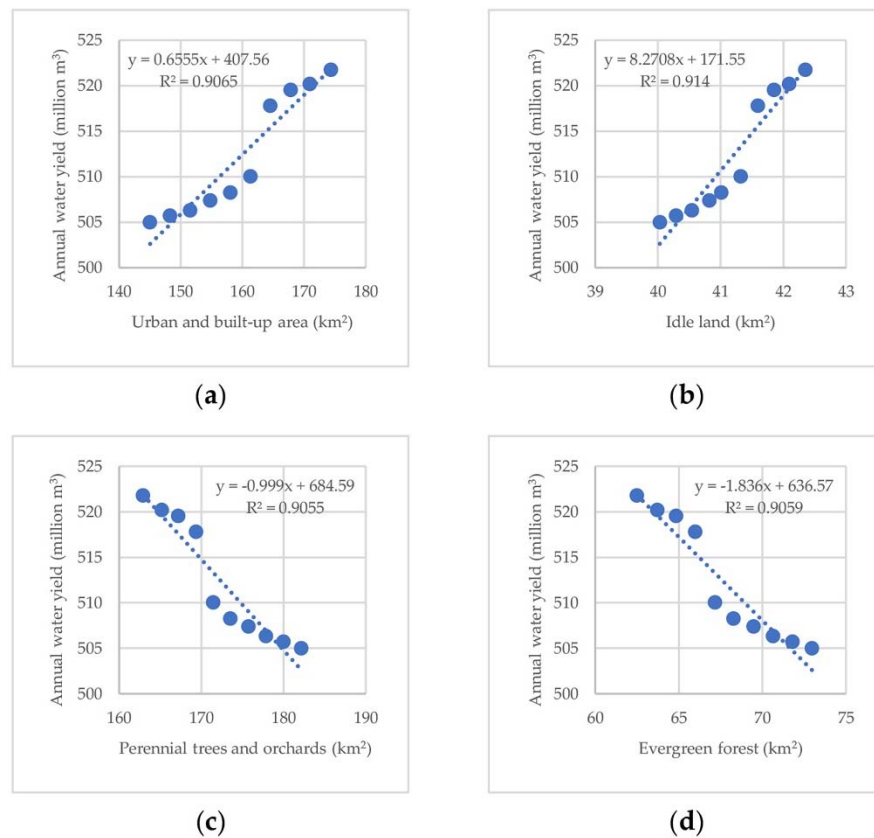 525
520
515
510
505
500
y = 0.6555x + 407.56
R² = 0.9065
Annual water yield (million m³)
140 150 160 170 180
Urban and built-up area (km²)
(a)
525
520
515
510
505
500
y = 8.2708x + 171.55
R² = 0.914
Annual water yield (million m³)
39 40 41 42 43
Idle land (km²)
(b)
525
520
515
510
505
500
y = -0.999x + 684.59
R² = 0.9055
Annual water yield (million m³)
160 170 180 190
Perennial trees and orchards (km²)
(c)
525
520
515
510
505
500
y = -1.836x + 636.57
R² = 0.9059
Annual water yield (million m³)
60 65 70 75
Evergreen forest (km²)
(d)